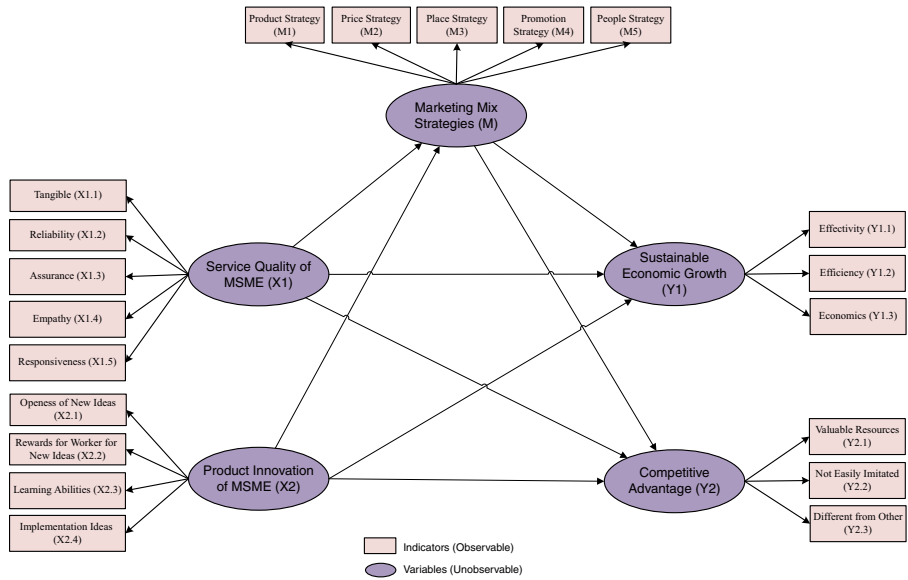 Product Strategy
(M1)
Price Strategy
(M2)
Place Strategy
(M3)
Promotion
Strategy (M4)
People Strategy
(M5)
Marketing Mix
Strategies (M)
Tangible (X1.1)
Reliability (X1.2)
Assurance (X1.3)
Empathy (X1.4)
Responsiveness (X1.5)
Service Quality of
MSME (X1)
Sustainable
Economic Growth
(Y1)
Effectivity (Y1.1)
Efficiency (Y1.2)
Economics (Y1.3)
Openess of New Ideas
(X2.1)
Rewards for Worker for
New Ideas (X2.2)
Learning Abilities (X2.3)
Implementation Ideas
(X2.4)
Product Innovation
of MSME (X2)
Competitive
Advantage (Y2)
Valuable Resources
(Y2.1)
Not Easily Imitated
(Y2.2)
Different from Other
(Y2.3)
Indicators (Observable)
Variables (Unobservable)